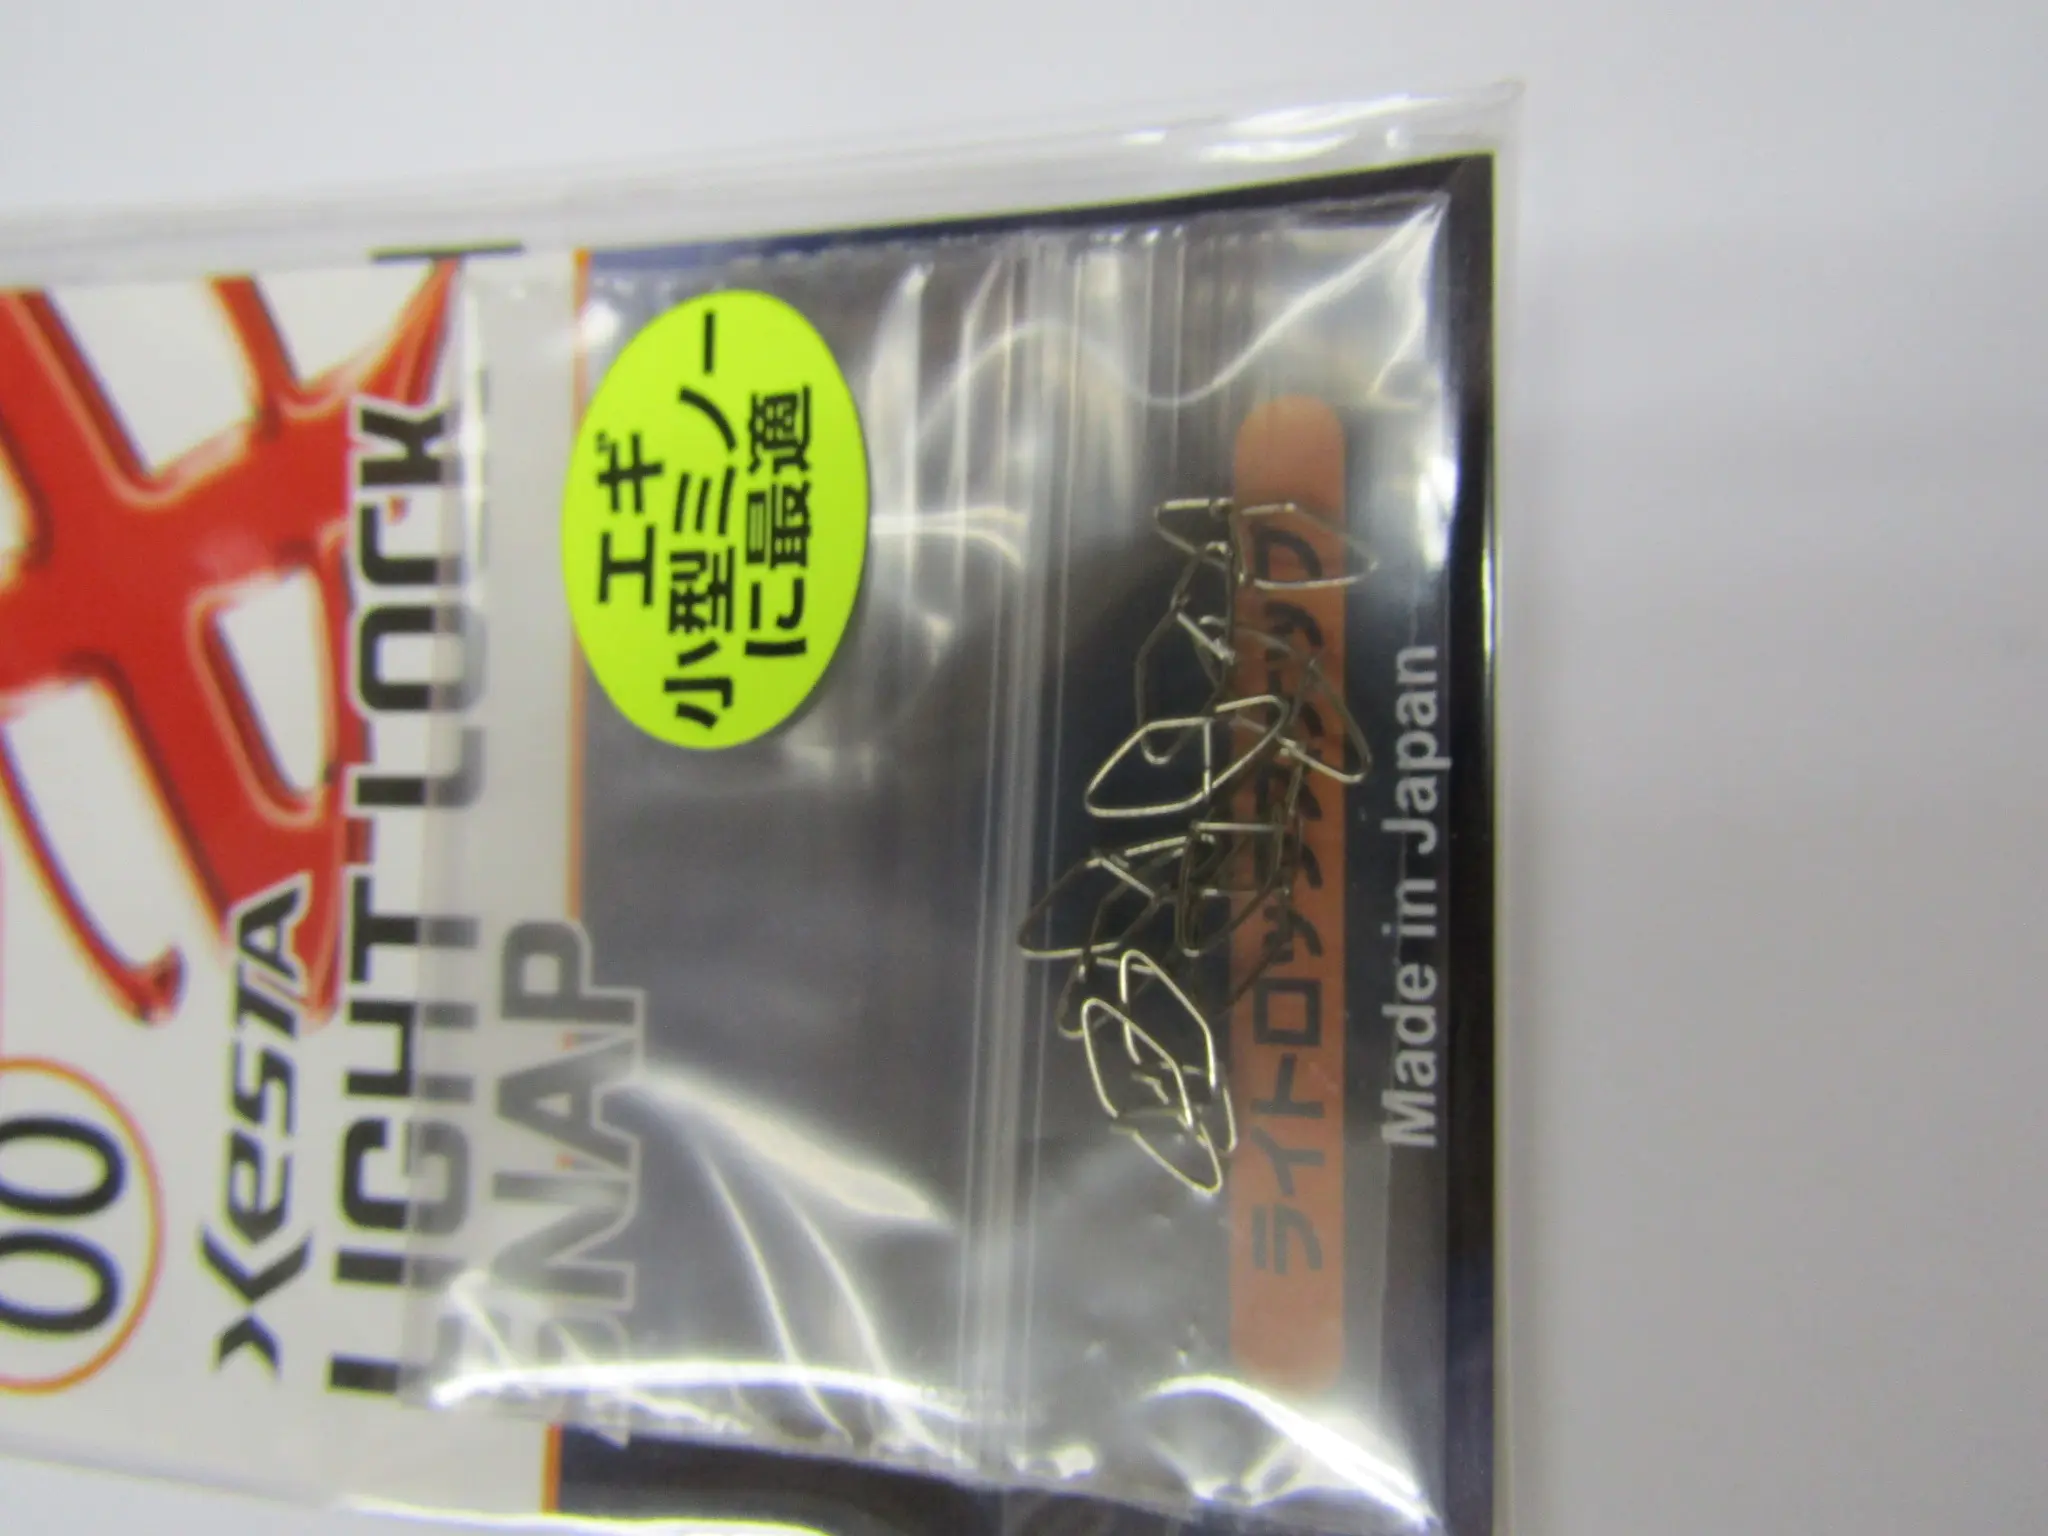 00
XESTA
LIGHT LOCK
SNAP
エギ
小型ミノー
に最適
ライトロックスナップ
Made in Japan